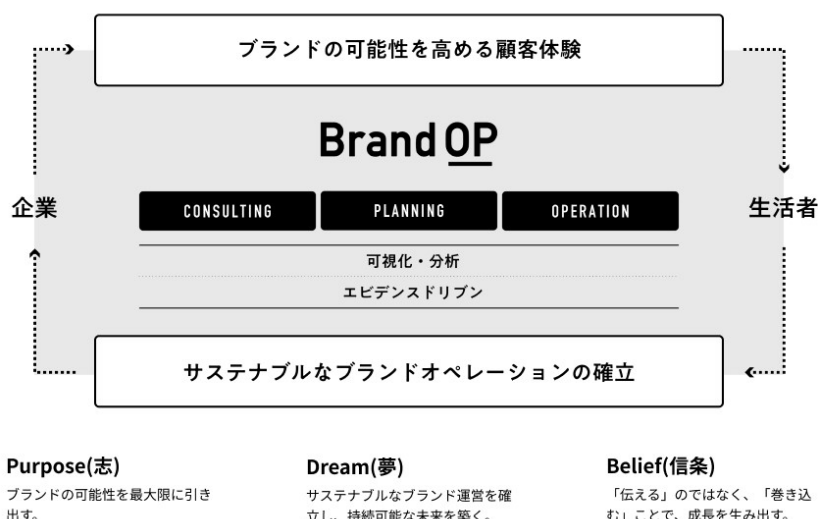 ブランドの可能性を高める顧客体験
Brand OP
企業
生活者
CONSULTING
PLANNING
OPERATION
可視化・分析
エビデンスドリブン
サステナブルなブランドオペレーションの確立
Purpose(志)
ブランドの可能性を最大限に引き
出す。
Dream(夢)
サステナブルなブランド運営を確
立し、持続可能な未来を築く。
Belief(信条)
「伝える」のではなく、「巻き込
む」ことで、成長を生み出す。